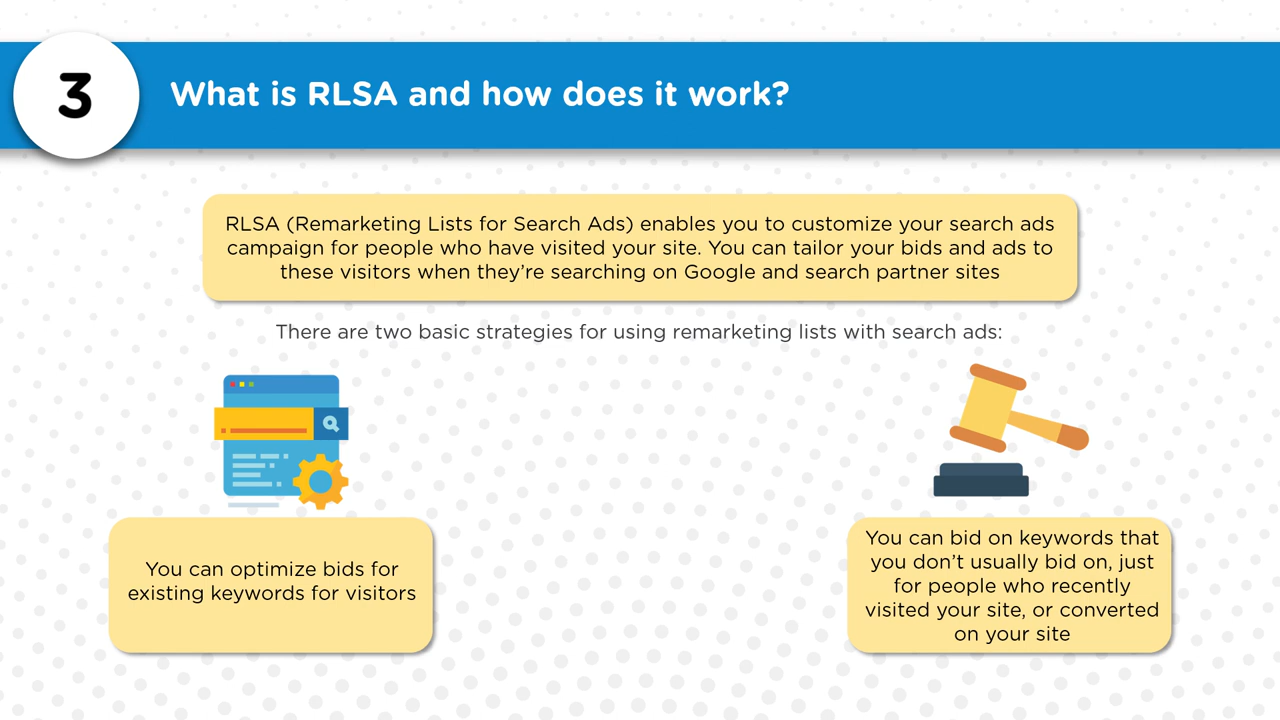 3
What is RLSA and how does it work?
RLSA (Remarketing Lists for Search Ads) enables you to customize your search ads
campaign for people who have visited your site. You can tailor your bids and ads to
these visitors when they’re searching on Google and search partner sites
There are two basic strategies for using remarketing lists with search ads:
You can optimize bids for
existing keywords for visitors
You can bid on keywords that
you don’t usually bid on, just
for people who recently
visited your site, or converted
on your site